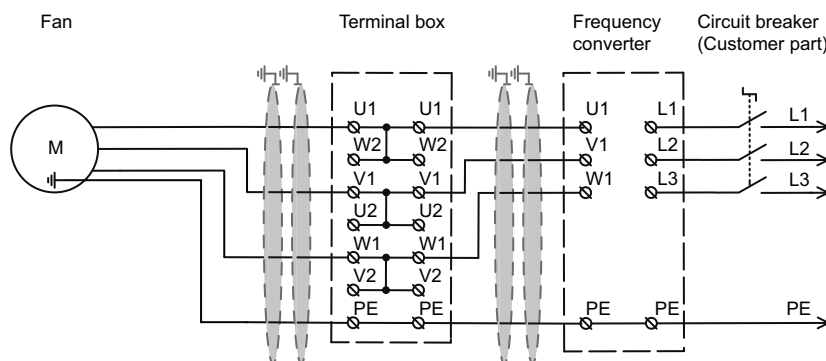 Fan
Terminal box
Frequency
converter
Circuit breaker
(Customer part)
M
U1 U1
W2 W2
V1 V1
U2 U2
W1 W1
V2 V2
PE PE
U1 L1
V1 L2
W1 L3
PE PE
L1
L2
L3
PE